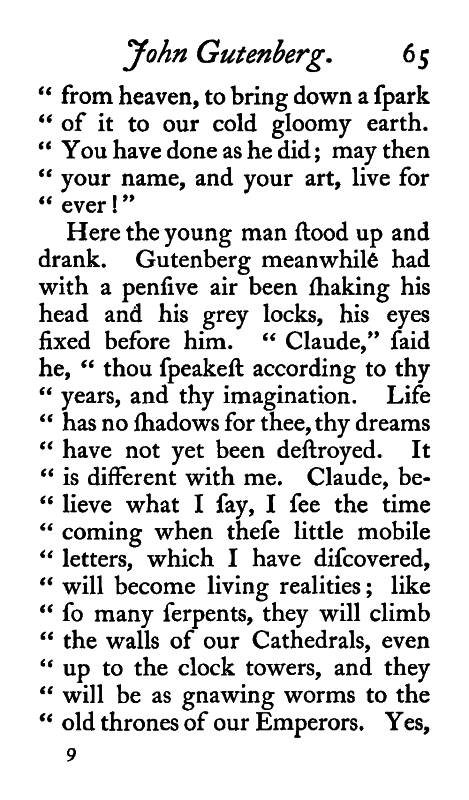 John Gutenberg. 65
“ from heaven, to bring down a ſpark
“ of it to our cold gloomy earth.
“ You have done as he did; may then
“ your name, and your art, live for
“ ever!”
Here the young man ſtood up and
drank. Gutenberg meanwhilé had
with a penſive air been ſhaking his
head and his grey locks, his eyes
fixed before him. “ Claude,” ſaid
he, “ thou ſpeakeſt according to thy
“ years, and thy imagination. Life
“ has no ſhadows for thee, thy dreams
“ have not yet been deſtroyed. It
“ is different with me. Claude, be-
“ lieve what I ſay, I ſee the time
“ coming when theſe little mobile
“ letters, which I have diſcovered,
“ will become living realities; like
“ ſo many ſerpents, they will climb
“ the walls of our Cathedrals, even
“ up to the clock towers, and they
“ will be as gnawing worms to the
“ old thrones of our Emperors. Yes,
9